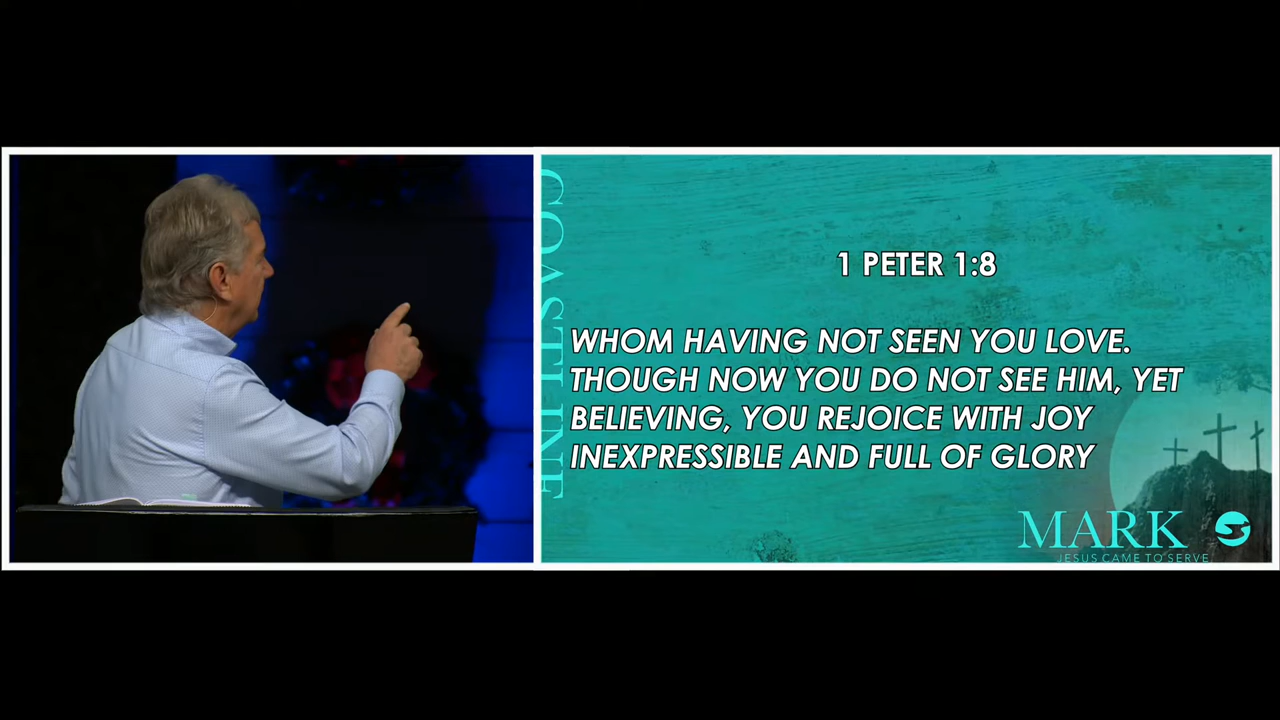 COASTLINE
1 PETER 1:8
WHOM HAVING NOT SEEN YOU LOVE.
THOUGH NOW YOU DO NOT SEE HIM, YET
BELIEVING, YOU REJOICE WITH JOY
INEXPRESSIBLE AND FULL OF GLORY
MARK
JESUS CAME TO SERVE